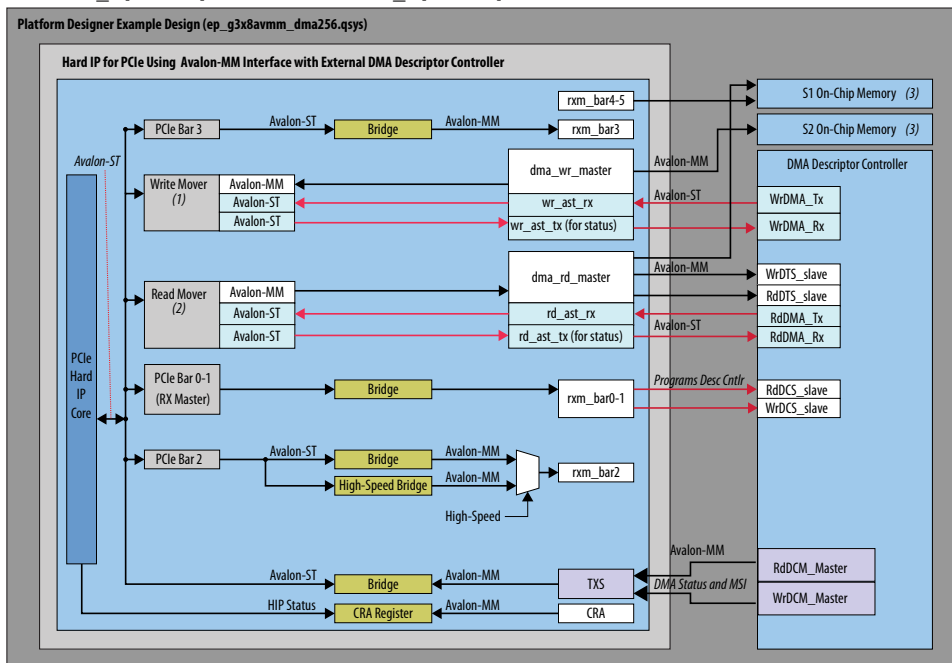 Platform Designer Example Design (ep_g3x8avmm_dma256.qsys)
Hard IP for PCIe Using Avalon-MM Interface with External DMA Descriptor Controller
rxm_bar4-5
S1 On-Chip Memory (3)
PCIe Bar 3
Avalon-ST
Bridge
Avalon-MM
rxm_bar3
S2 On-Chip Memory (3)
Avalon-ST
DMA Descriptor Controller
Write Mover
(1)
Avalon-MM
Avalon-ST
Avalon-ST
dma_wr_master
wr_ast_rx
wr_ast_tx (for status)
Avalon-MM
Avalon-ST
WrDMA_Tx
WrDMA_Rx
Read Mover
(2)
Avalon-MM
Avalon-ST
Avalon-ST
dma_rd_master
rd_ast_rx
rd_ast_tx (for status)
Avalon-MM
Avalon-ST
WrDTS_slave
RdDTS_slave
RdDMA_Tx
RdDMA_Rx
PCIe
Hard
IP
Core
PCIe Bar 0-1
(RX Master)
Bridge
rxm_bar0-1
Programs Desc Cntlr
RdDCS_slave
WrDCS_slave
PCIe Bar 2
Avalon-ST
Bridge
Avalon-MM
High-Speed Bridge
Avalon-MM
rxm_bar2
High-Speed
Avalon-ST
Bridge
Avalon-MM
TXS
Avalon-MM
DMA Status and MSI
RdDCM_Master
WrDCM_Master
HIP Status
CRA Register
Avalon-MM
CRA